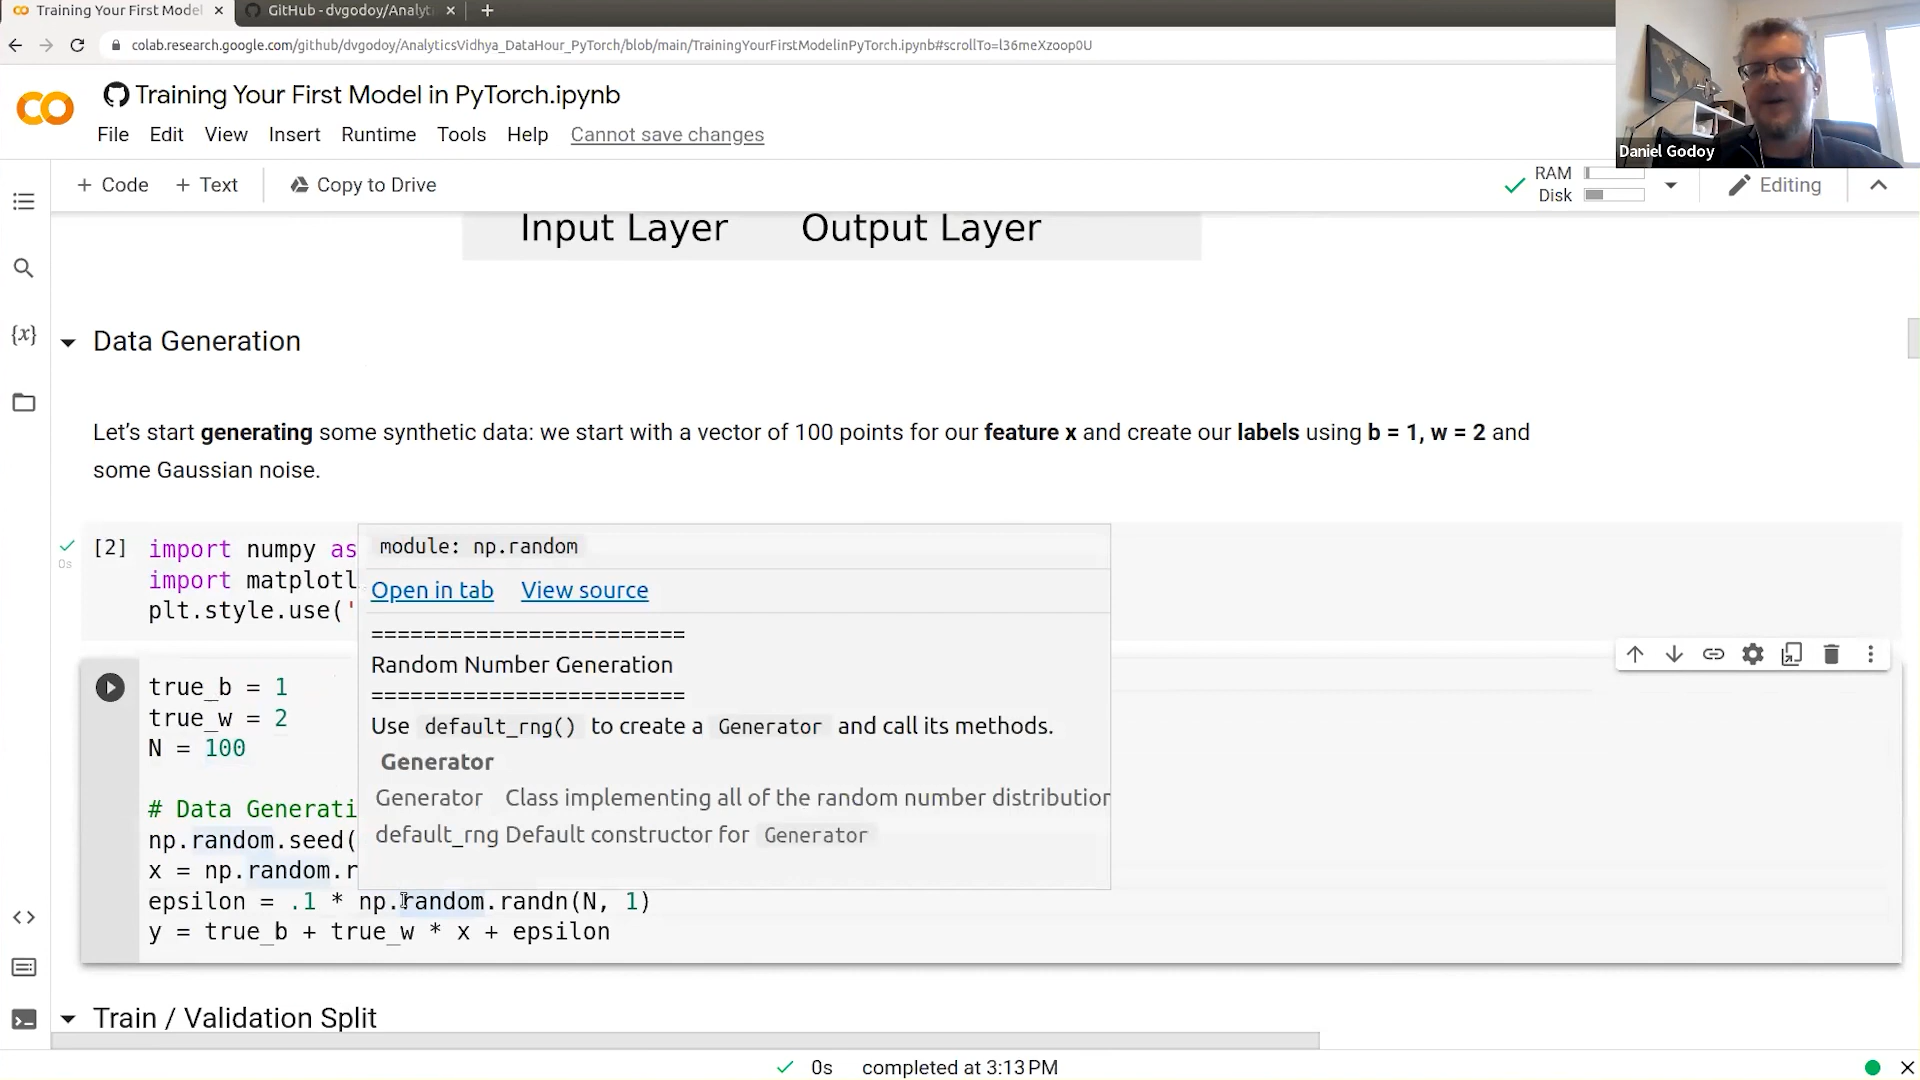 Training Your First Model
GitHub - dvgodoy/Analyt
colab.research.google.com/github/dvgodoy/AnalyticsVidhya_DataHour_PyTorch/blob/main/TrainingYourFirstModelinPyTorch.ipynb#scrollTo=l36meXzoop0U
Training Your First Model in PyTorch.ipynb
File Edit View Insert Runtime Tools Help Cannot save changes
Daniel Godoy
+ Code + Text Copy to Drive
RAM
Disk
Editing
Input Layer Output Layer
{x}
Data Generation
Let’s start generating some synthetic data: we start with a vector of 100 points for our feature x and create our labels using b = 1, w = 2 and
some Gaussian noise.
[2] import numpy as
0s
import matplotl
plt.style.use('
module: np.random
Open in tab View source
========================
Random Number Generation
========================
Use default_rng() to create a Generator and call its methods.
Generator
Generator Class implementing all of the random number distribution
default_rng Default constructor for Generator
true_b = 1
true_w = 2
N = 100
# Data Generati
np.random.seed(
x = np.random.r
epsilon = .1 * np.random.randn(N, 1)
y = true_b + true_w * x + epsilon
Train / Validation Split
0s completed at 3:13 PM